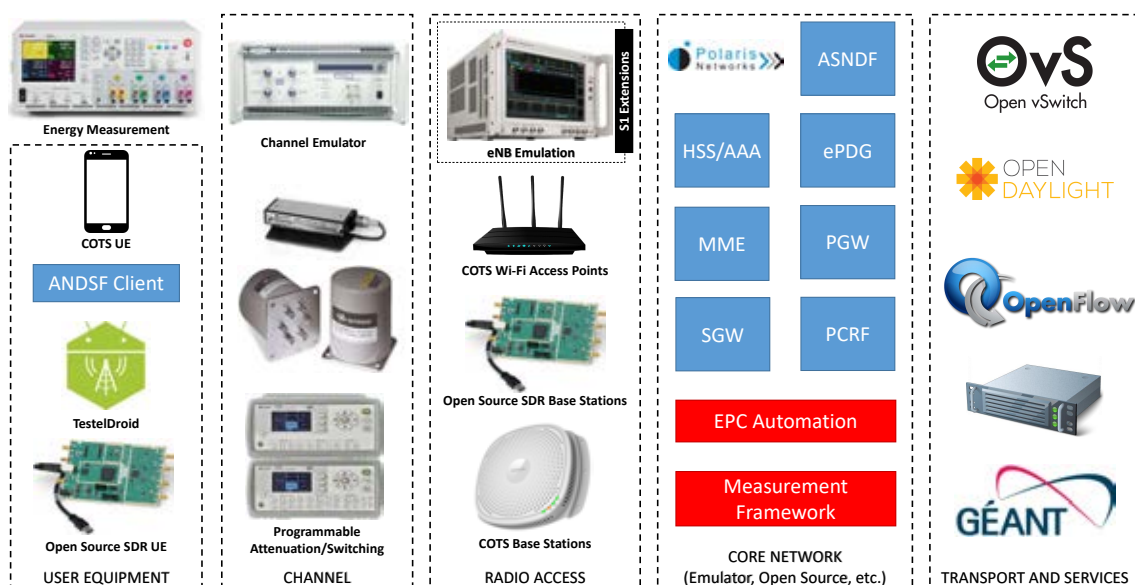 Energy Measurement
COTS UE
ANDSF Client
TestelDroid
Open Source SDR UE
USER EQUIPMENT
Channel Emulator
Programmable
Attenuation/Switching
CHANNEL
S1 Extensions
eNB Emulation
COTS Wi-Fi Access Points
Open Source SDR Base Stations
COTS Base Stations
RADIO ACCESS
Polaris
Networks
ASNDF
HSS/AAA
ePDG
MME
PGW
SGW
PCRF
EPC Automation
Measurement
Framework
CORE NETWORK
(Emulator, Open Source, etc.)
OvS
Open vSwitch
OPEN
DAYLIGHT
OpenFlow
GÉANT
TRANSPORT AND SERVICES